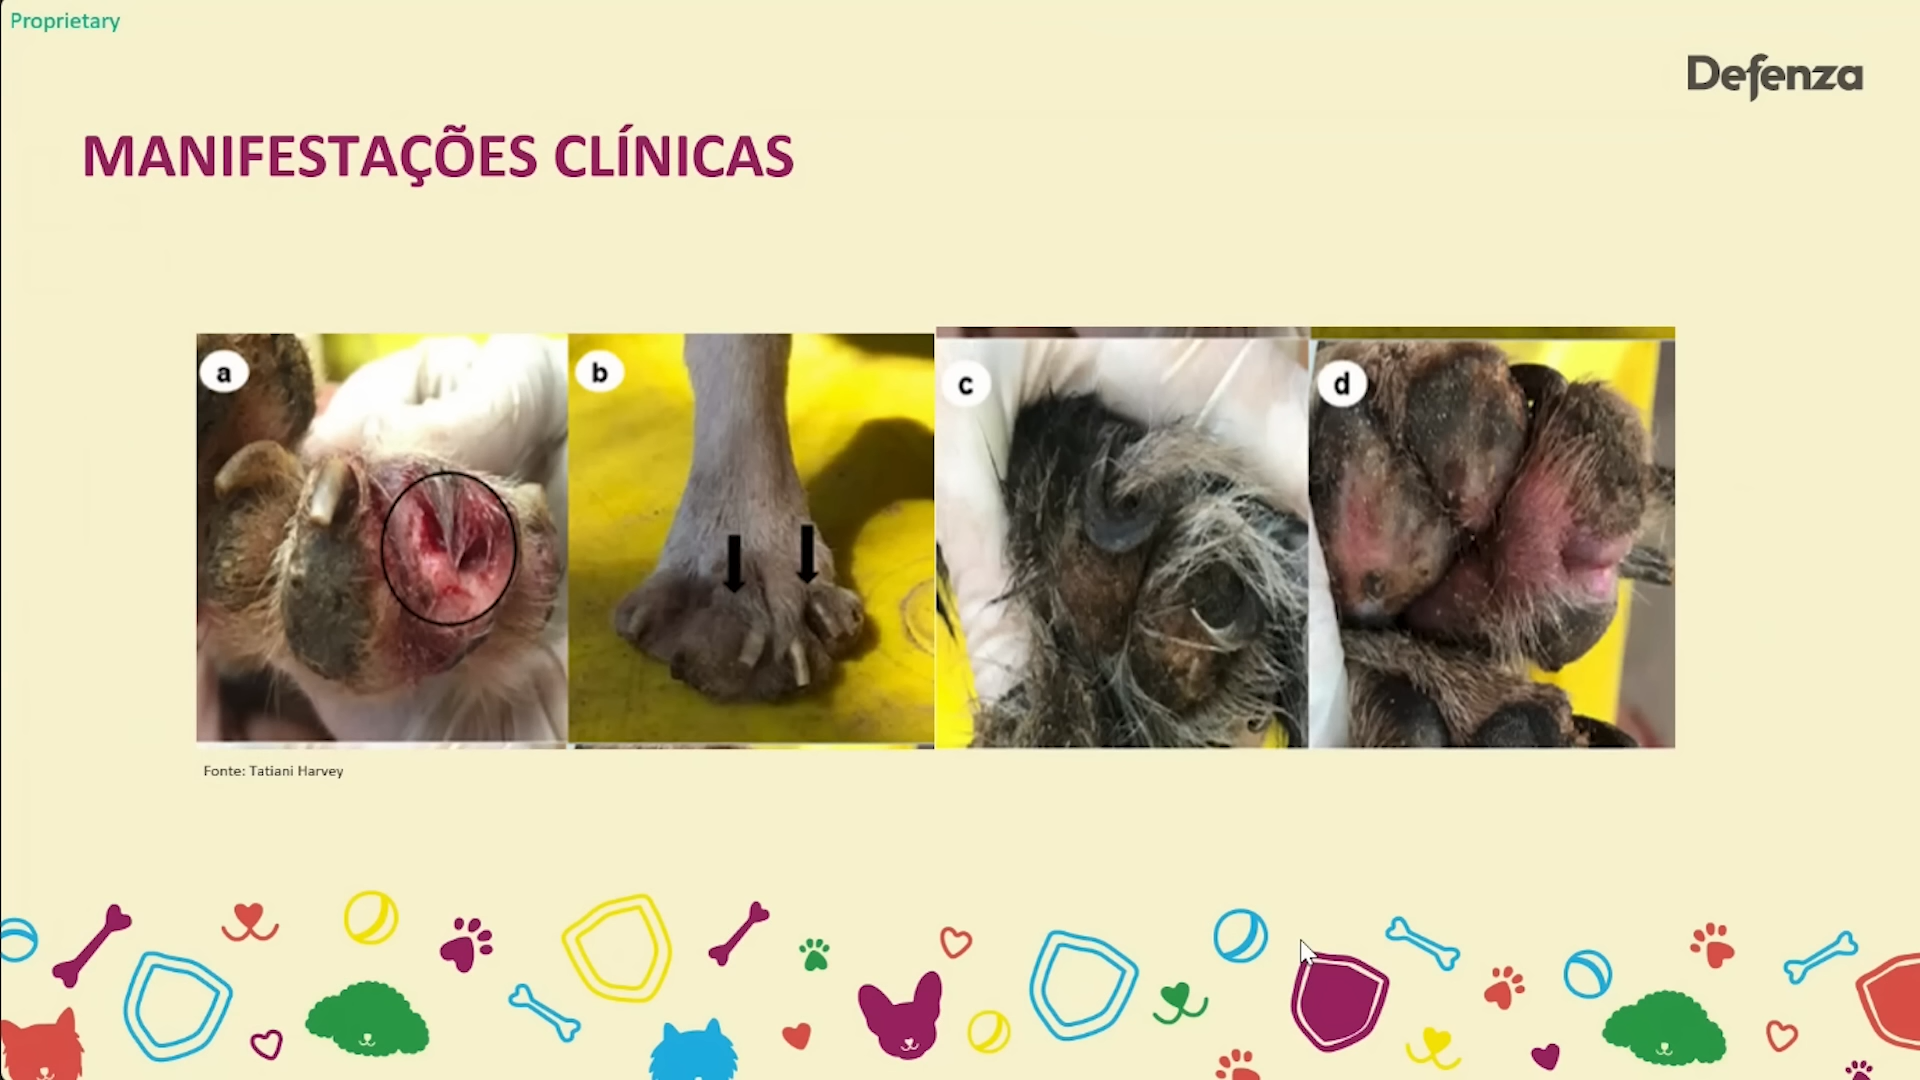 Proprietary
Defenza
MANIFESTAÇÕES CLÍNICAS
a
b
c
d
Fonte: Tatiani Harvey